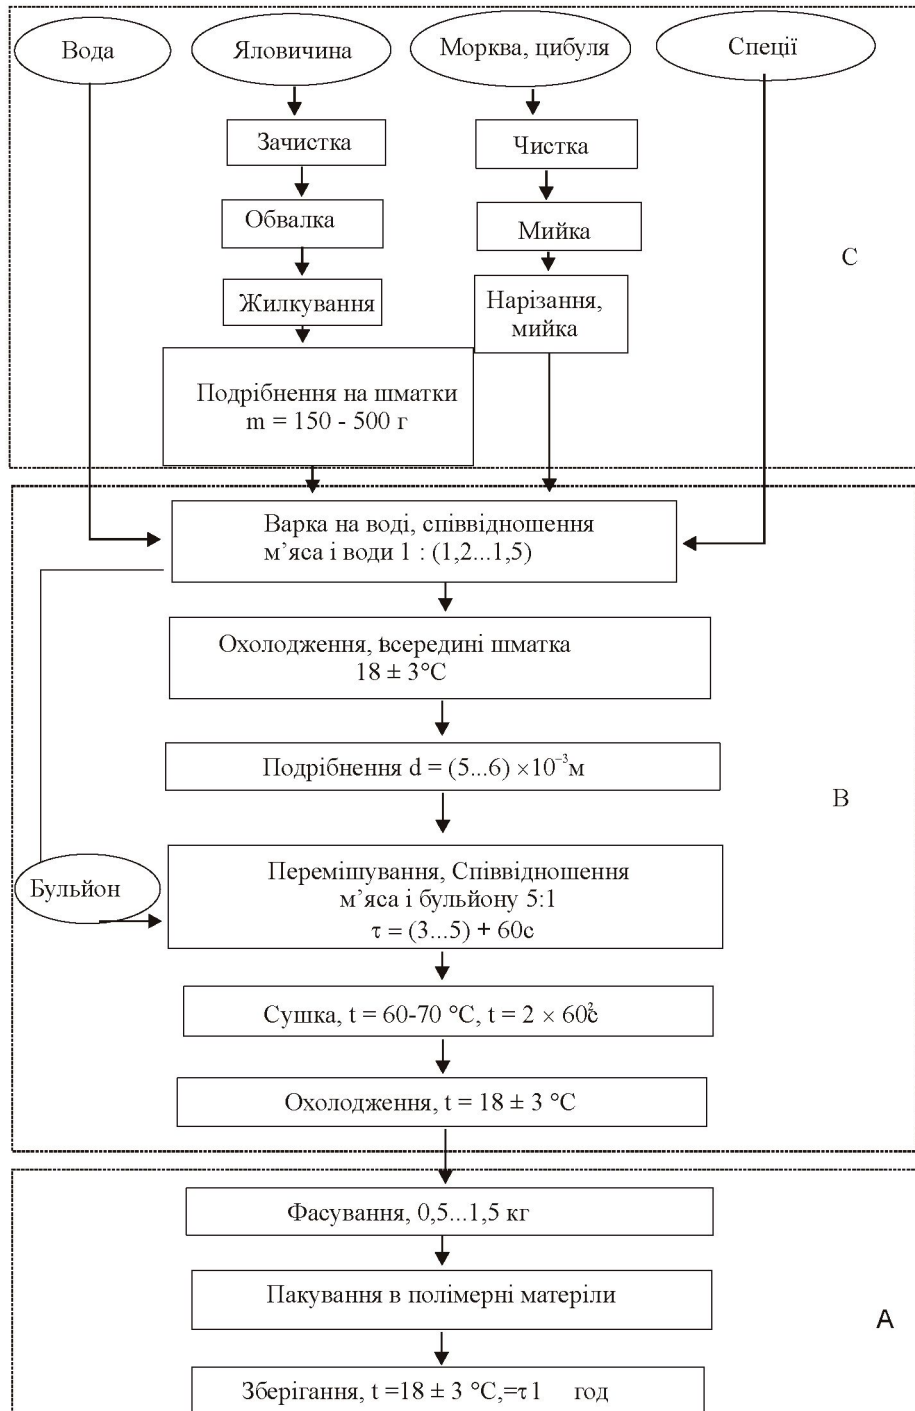 Вода
Яловичина
Морква, цибуля
Спеції
Зачистка
Чистка
Обвалка
Мийка
С
Жилкування
Нарізання,
мийка
Подрібнення на шматки
m = 150 - 500 г
Варка на воді, співвідношення
м’яса і води 1 : (1,2...1,5)
Охолодження, tвсередині шматка
18 ± 3°С
Подрібнення d = (5...6) ×10⁻³м
В
Перемішування, Співвідношення
м’яса і бульйону 5:1
τ = (3...5) + 60с
Бульйон
Сушка, t = 60-70 °С, t = 2 × 60²с
Охолодження, t = 18 ± 3 °С
Фасування, 0,5...1,5 кг
Пакування в полімерні матеріли
А
Зберігання, t =18 ± 3 °С,=τ 1 год